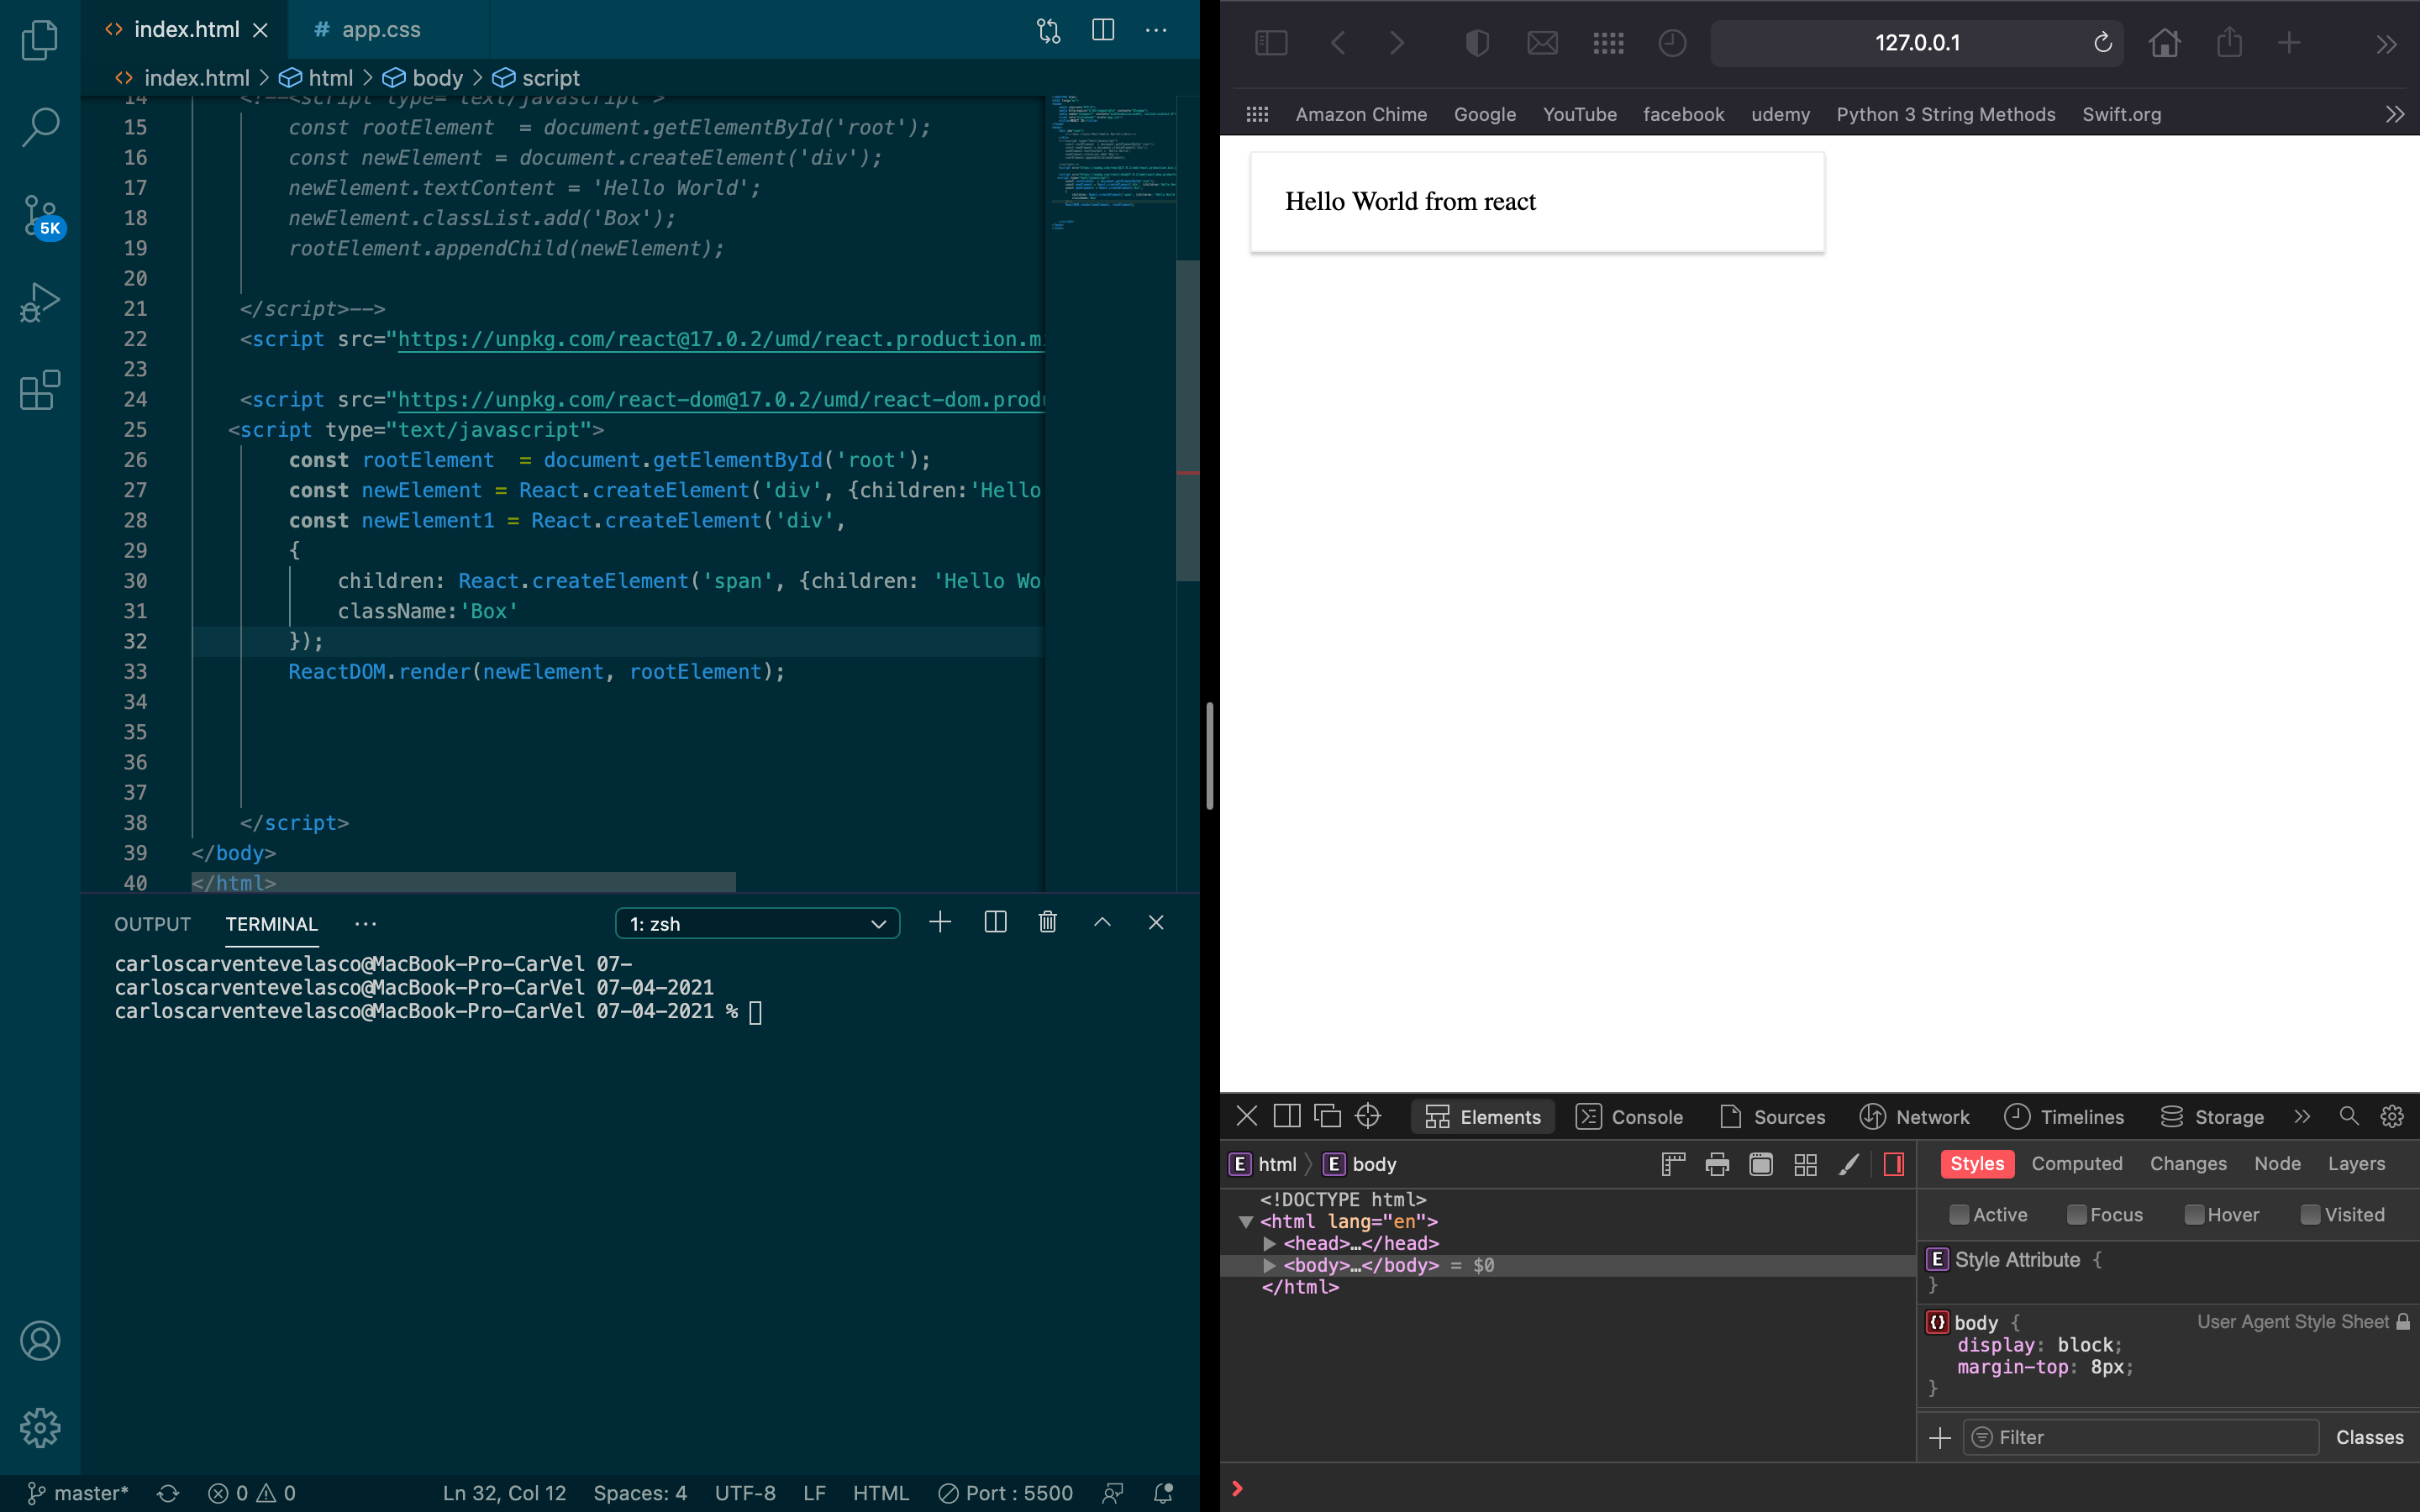 index.html
# app.css
index.html > html > body > script
14 <!--<script type="text/javascript">
15 const rootElement  = document.getElementById('root');
16 const newElement = document.createElement('div');
17 newElement.textContent = 'Hello World';
18 newElement.classList.add('Box');
19 rootElement.appendChild(newElement);
20
21 </script>-->
22 <script src="https://unpkg.com/react@17.0.2/umd/react.production.m
23
24 <script src="https://unpkg.com/react-dom@17.0.2/umd/react-dom.prod
25 <script type="text/javascript">
26 const rootElement  = document.getElementById('root');
27 const newElement = React.createElement('div', {children:'Hello
28 const newElement1 = React.createElement('div',
29 {
30 children: React.createElement('span', {children: 'Hello Wo
31 className:'Box'
32 });
33 ReactDOM.render(newElement, rootElement);
34
35
36
37
38 </script>
39 </body>
40 </html>
5K
OUTPUT TERMINAL ... 1: zsh
carloscarventevelasco@MacBook-Pro-CarVel 07-
carloscarventevelasco@MacBook-Pro-CarVel 07-04-2021
carloscarventevelasco@MacBook-Pro-CarVel 07-04-2021 %
master* 0 0 Ln 32, Col 12 Spaces: 4 UTF-8 LF HTML Port : 5500
127.0.0.1
Amazon Chime Google YouTube facebook udemy Python 3 String Methods Swift.org
Hello World from react
Elements Console Sources Network Timelines Storage
E html E body
Styles Computed Changes Node Layers
<!DOCTYPE html>
<html lang="en">
<head>…</head>
<body>…</body> = $0
</html>
Active Focus Hover Visited
E Style Attribute {
}
body { User Agent Style Sheet
display: block;
margin-top: 8px;
}
Filter Classes